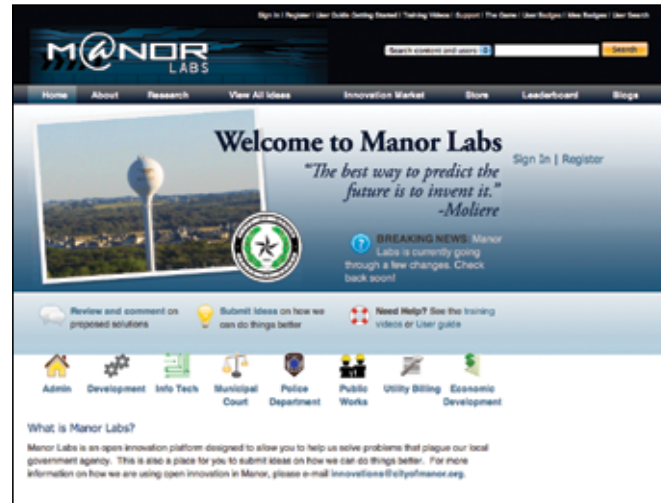 Sign In | Register | User Guide Getting Started | Training Videos | Support | The Game | User Badges | Idea Badges | User Search
M@NOR
LABS
Search content and users
Search
Home About Research View All Ideas Innovation Market Store Leaderboard Blogs
Welcome to Manor Labs
"The best way to predict the
future is to invent it."
-Moliere
Sign In | Register
BREAKING NEWS: Manor
Labs is currently going
through a few changes. Check
back soon!
Review and comment on
proposed solutions
Submit Ideas on how we
can do things better
Need Help? See the training
videos or User guide
Admin Development Info Tech Municipal
Court Police
Department Public
Works Utility Billing Economic
Development
What is Manor Labs?
Manor Labs is an open innovation platform designed to allow you to help us solve problems that plague our local
government agency. This is also a place for you to submit ideas on how we can do things better. For more
information on how we are using open innovation in Manor, please e-mail innovations@cityofmanor.org.